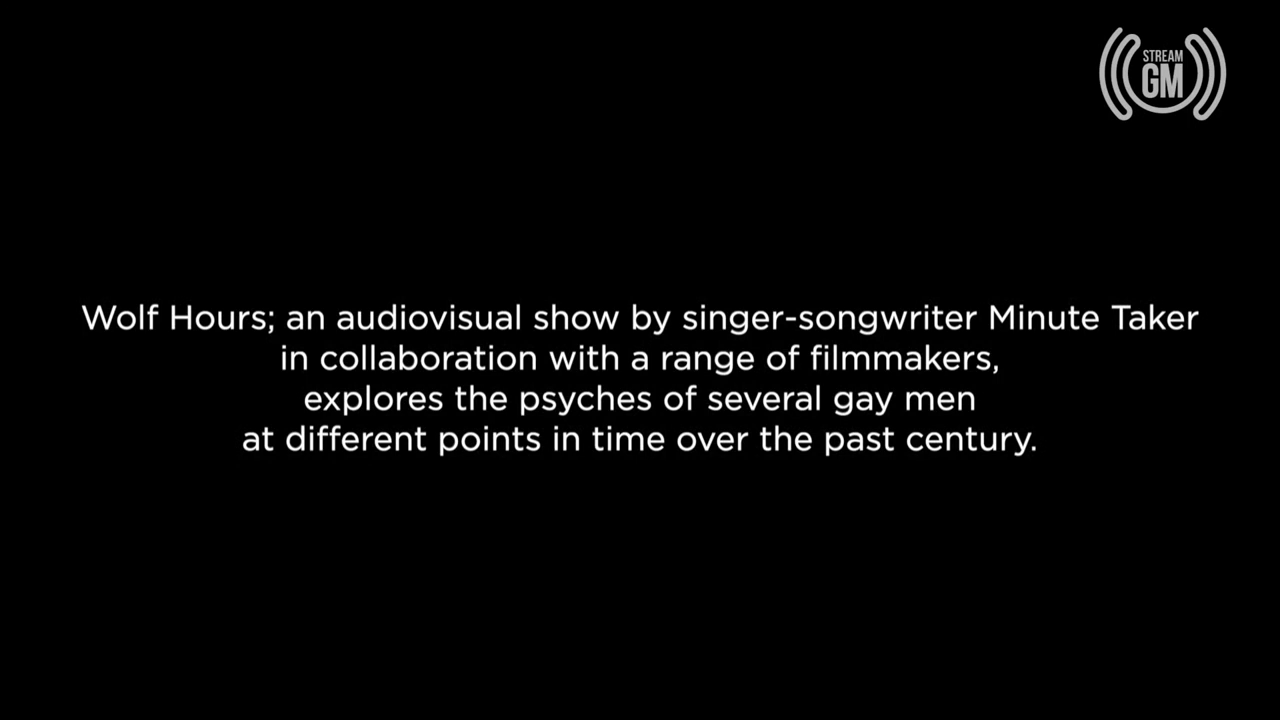 STREAM
GM
Wolf Hours; an audiovisual show by singer-songwriter Minute Taker
in collaboration with a range of filmmakers,
explores the psyches of several gay men
at different points in time over the past century.